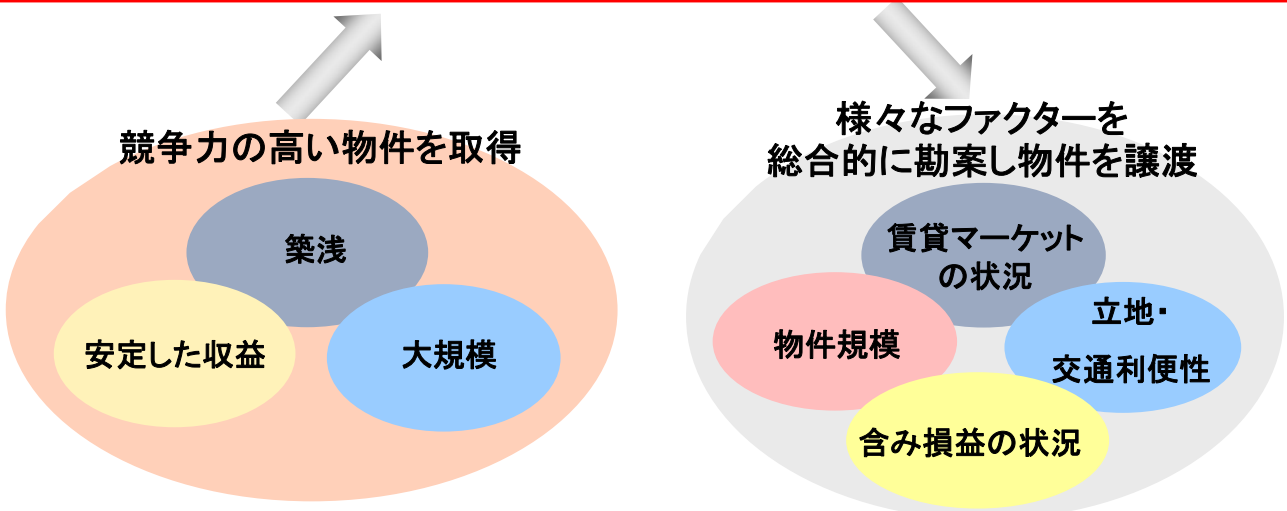 競争力の高い物件を取得
築浅
安定した収益
大規模
様々なファクターを
総合的に勘案し物件を譲渡
賃貸マーケット
の状況
物件規模
立地・
交通利便性
含み損益の状況